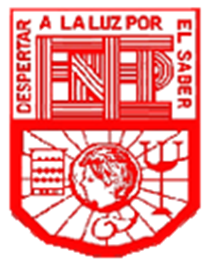 DESPERTAR
A LA LUZ POR
EL SABER
ENP